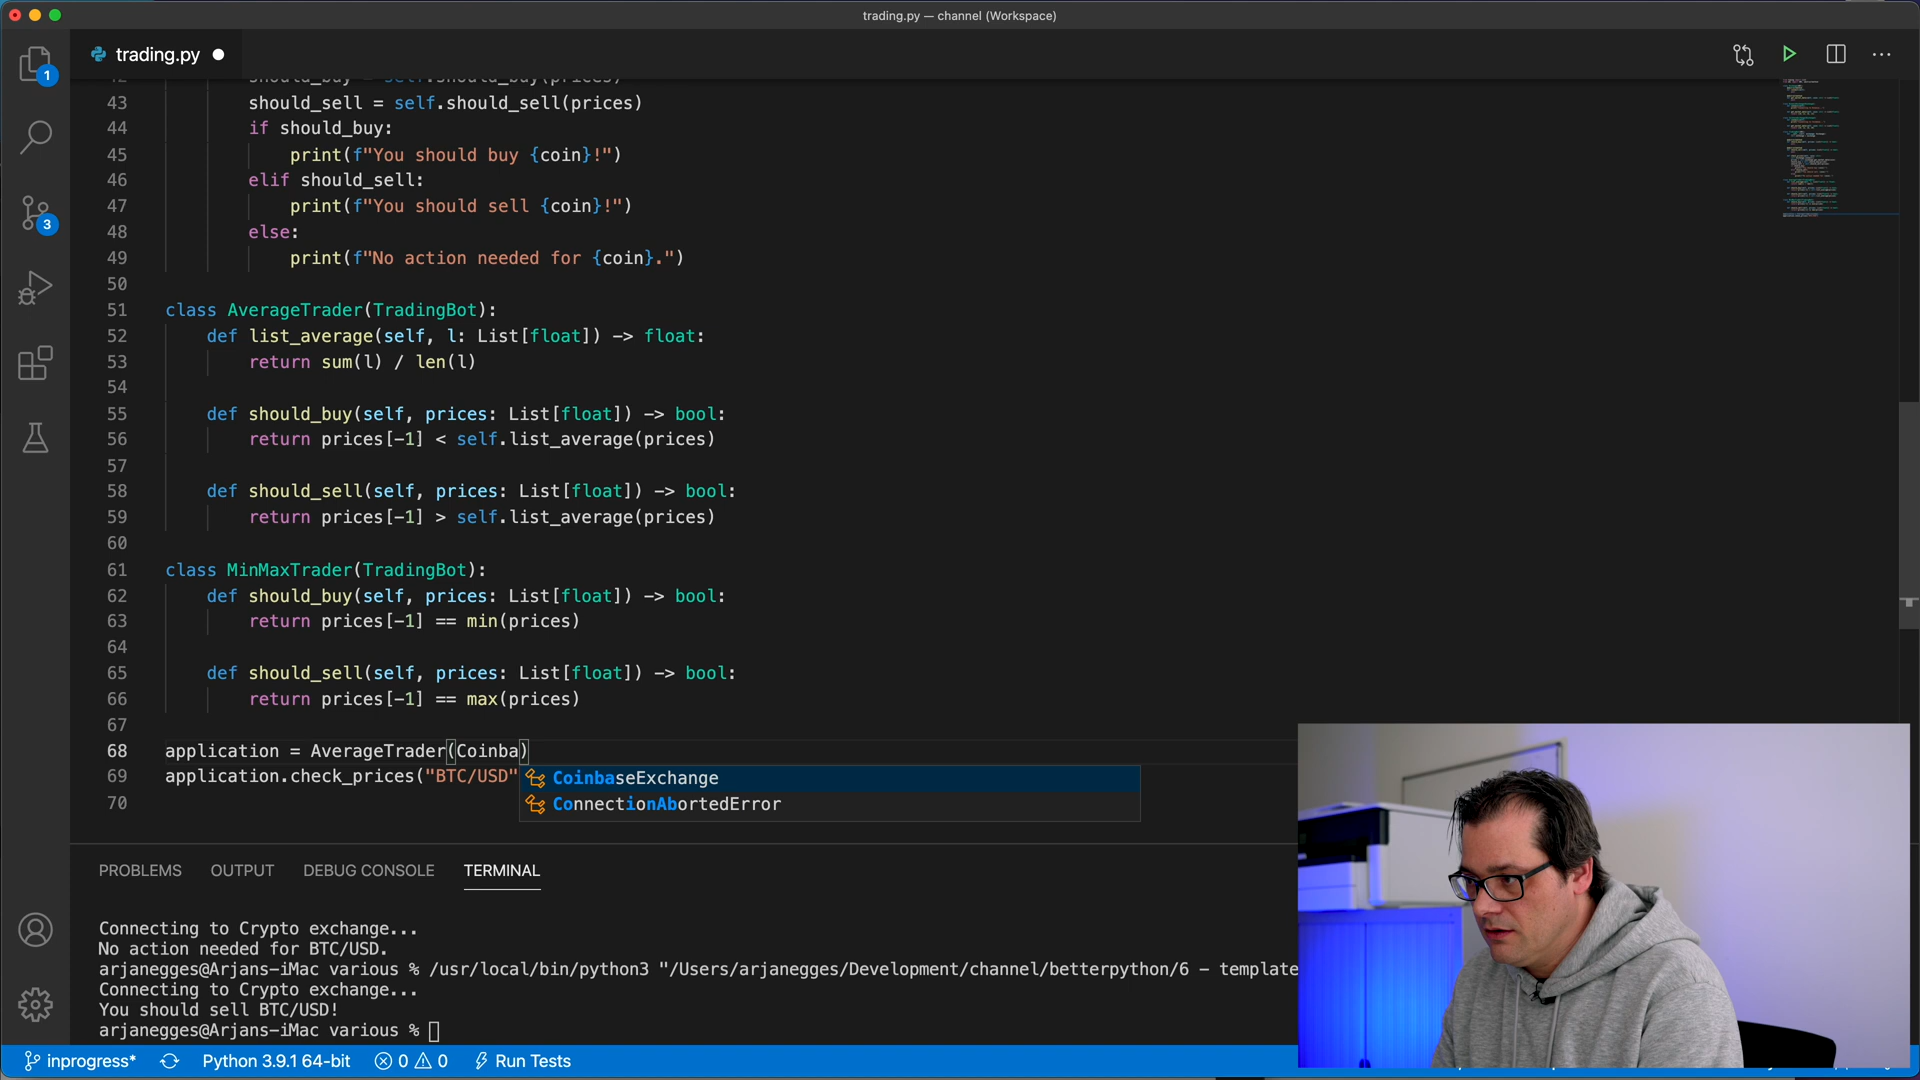 trading.py — channel (Workspace)
trading.py
1
3
42 should_buy = self.should_buy(prices)
43 should_sell = self.should_sell(prices)
44 if should_buy:
45 print(f"You should buy {coin}!")
46 elif should_sell:
47 print(f"You should sell {coin}!")
48 else:
49 print(f"No action needed for {coin}.")
50
51 class AverageTrader(TradingBot):
52 def list_average(self, l: List[float]) -> float:
53 return sum(l) / len(l)
54
55 def should_buy(self, prices: List[float]) -> bool:
56 return prices[-1] < self.list_average(prices)
57
58 def should_sell(self, prices: List[float]) -> bool:
59 return prices[-1] > self.list_average(prices)
60
61 class MinMaxTrader(TradingBot):
62 def should_buy(self, prices: List[float]) -> bool:
63 return prices[-1] == min(prices)
64
65 def should_sell(self, prices: List[float]) -> bool:
66 return prices[-1] == max(prices)
67
68 application = AverageTrader(Coinba)
69 application.check_prices("BTC/USD"
CoinbaseExchange
70
ConnectionAbortedError
PROBLEMS OUTPUT DEBUG CONSOLE TERMINAL
Connecting to Crypto exchange...
No action needed for BTC/USD.
arjanegges@Arjans-iMac various % /usr/local/bin/python3 "/Users/arjanegges/Development/channel/betterpython/6 - template
Connecting to Crypto exchange...
You should sell BTC/USD!
arjanegges@Arjans-iMac various %
inprogress* Python 3.9.1 64-bit 0 0 Run Tests